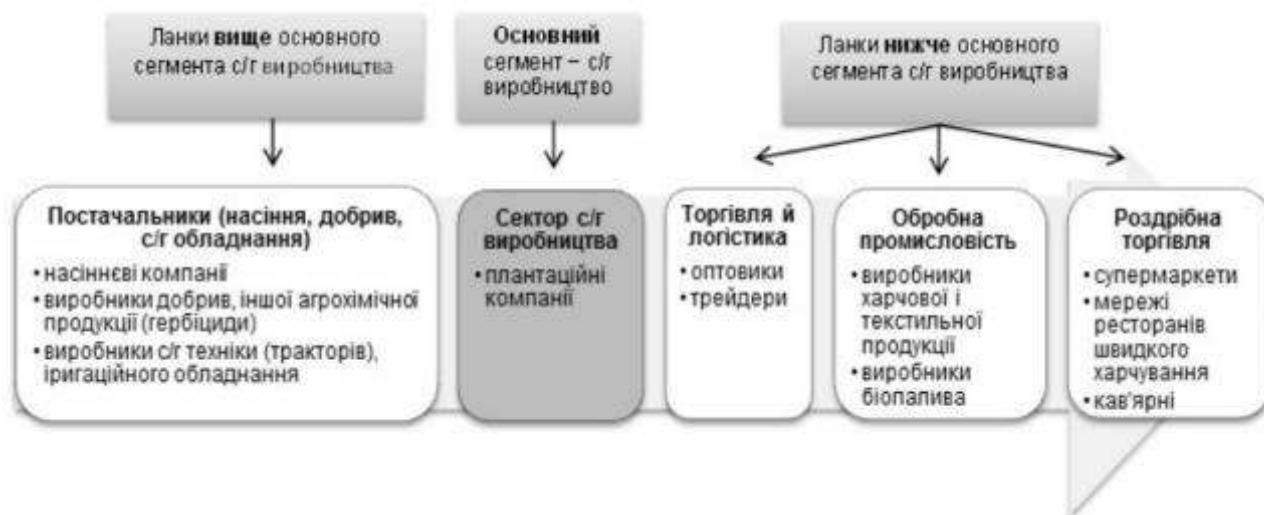 Ланки вище основного
сегмента с/г виробництва
Основний
сегмент – с/г
виробництво
Ланки нижче основного
сегмента с/г виробництва
Постачальники (насіння, добрив,
с/г обладнання)
•насіннєві компанії
•виробники добрив, іншої агрохімічної
продукції (гербіциди)
•виробники с/г техніки (тракторів),
іригаційного обладнання
Сектор с/г
виробництва
•плантаційні
компанії
Торгівля й
логістика
•оптовики
•трейдери
Обробна
промисловість
•виробники
харчової і
текстильної
продукції
•виробники
біопалива
Роздрібна
торгівля
•супермаркети
•мережі
ресторанів
швидкого
харчування
•кав'ярні